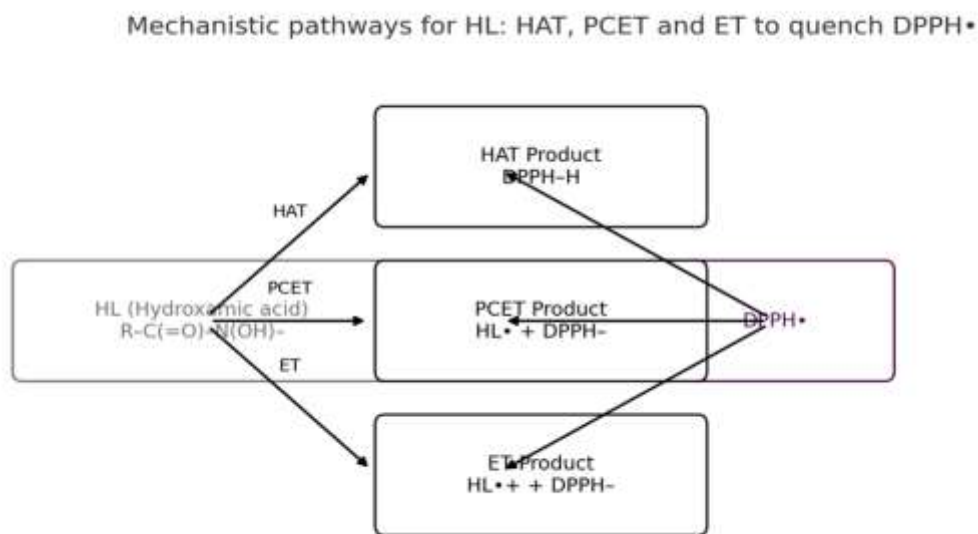 Mechanistic pathways for HL: HAT, PCET and ET to quench DPPH•
HAT Product
DPPH–H
HAT
PCET
HL (Hydroxamic acid)
R–C(=O)–N(OH)–
PCET Product
HL• + DPPH–
DPPH•
ET
ET Product
HL•+ + DPPH–